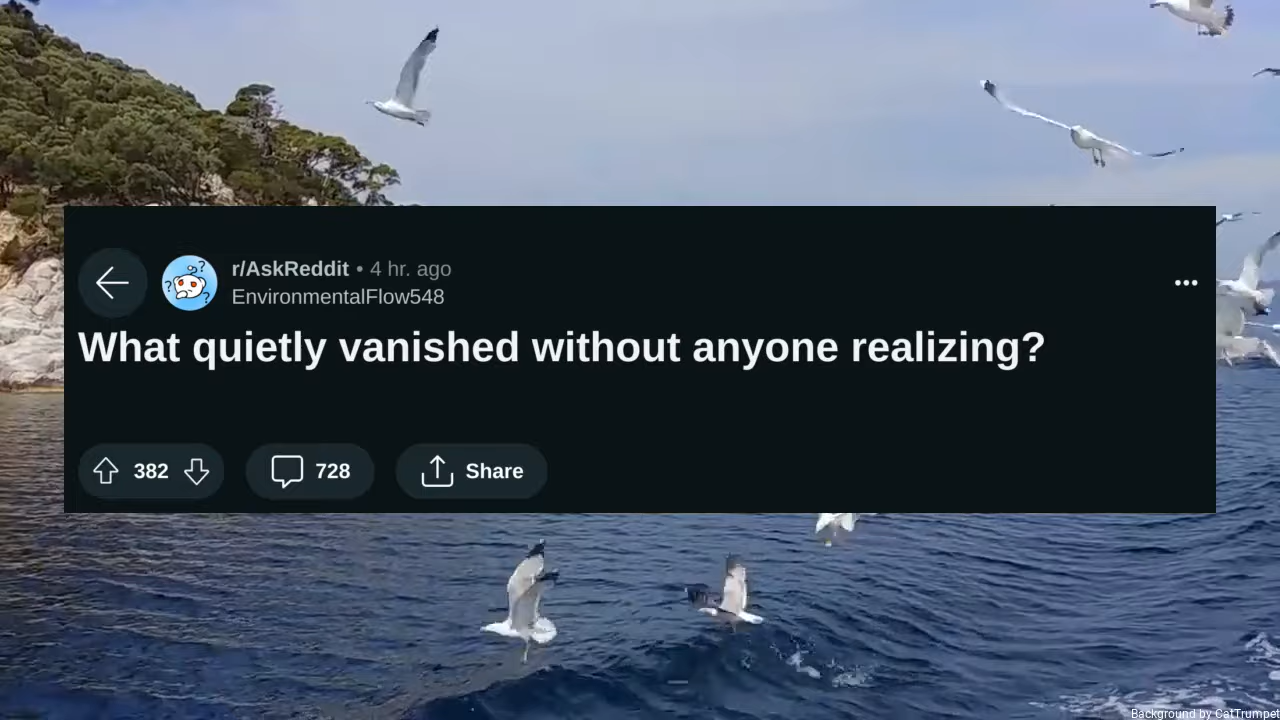 r/AskReddit • 4 hr. ago
EnvironmentalFlow548
What quietly vanished without anyone realizing?
382
728
Share
Background by CatTrumpet